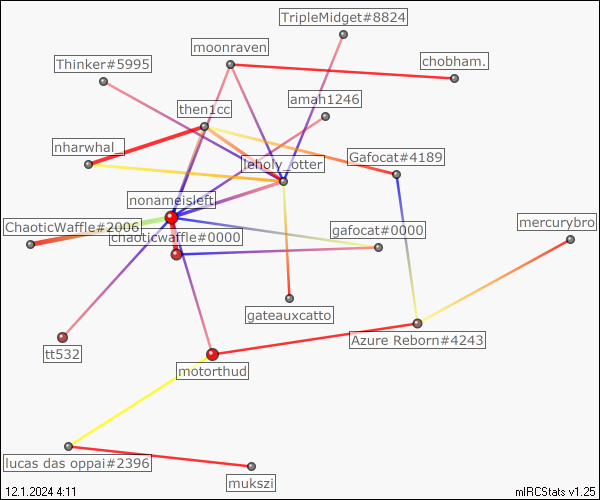 TripleMidget#8824
moonraven
Thinker#5995
chobham.
amah1246
then1cc
nharwhal_
Gafocat#4189
leholy_otter
nonameisleft
ChaoticWaffle#2006
chaoticwaffle#0000
gafocat#0000
mercurybro
gateauxcatto
Azure Reborn#4243
tt532
motorthud
lucas das oppai#2396
mukszi
12.1.2024 4:11
mIRCStats v1.25